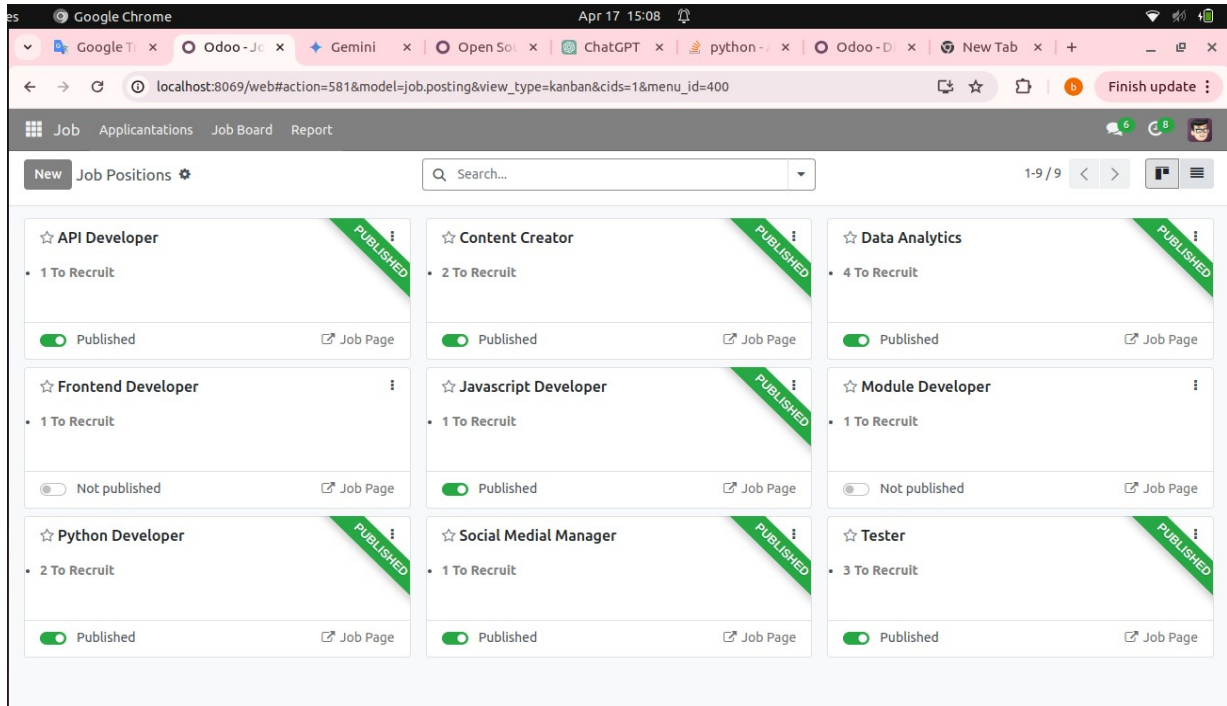 es Google Chrome Apr 17 15:08
Google T × Odoo - Jo × Gemini × Open Sou × ChatGPT × python - × Odoo - D × New Tab × +
localhost:8069/web#action=581&model=job.posting&view_type=kanban&cids=1&menu_id=400 b Finish update
Job Applicantations Job Board Report 6 8
New Job Positions Search... 1-9 / 9
API Developer PUBLISHED Content Creator PUBLISHED Data Analytics PUBLISHED
• 1 To Recruit • 2 To Recruit • 4 To Recruit
Published Job Page Published Job Page Published Job Page
Frontend Developer Javascript Developer PUBLISHED Module Developer
• 1 To Recruit • 1 To Recruit • 1 To Recruit
Not published Job Page Published Job Page Not published Job Page
Python Developer PUBLISHED Social Medial Manager PUBLISHED Tester PUBLISHED
• 2 To Recruit • 1 To Recruit • 3 To Recruit
Published Job Page Published Job Page Published Job Page